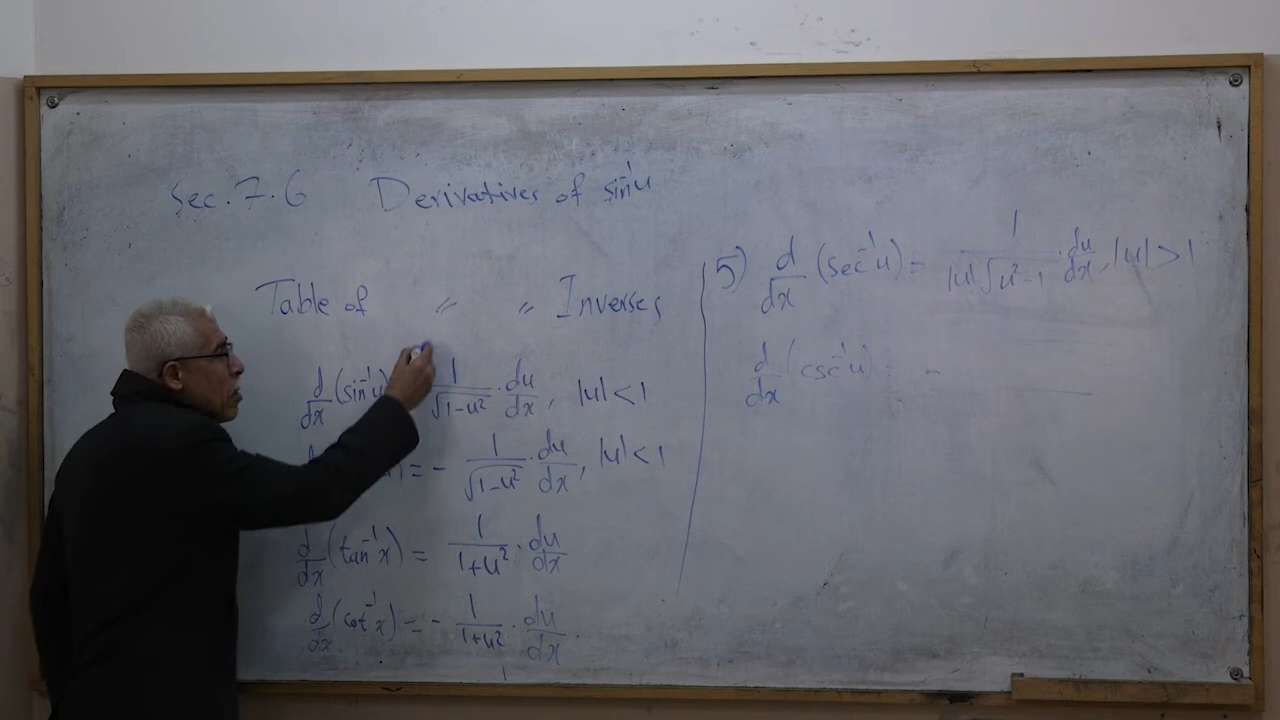 Sec. 7.6 Derivatives of sin⁻¹u
Table of " " Inverses
d/dx (sin⁻¹u) 1/√(1-u²) · du/dx, |u| < 1
) = - 1/√(1-u²) · du/dx, |u| < 1
d/dx (tan⁻¹x) = 1/(1+u²) · du/dx
d/dx (cot⁻¹x) = - 1/(1+u²) · du/dx.
5) d/dx (sec⁻¹u) = 1/(|u|√(u²-1)) · du/dx, |u| > 1
d/dx (csc⁻¹u) = -